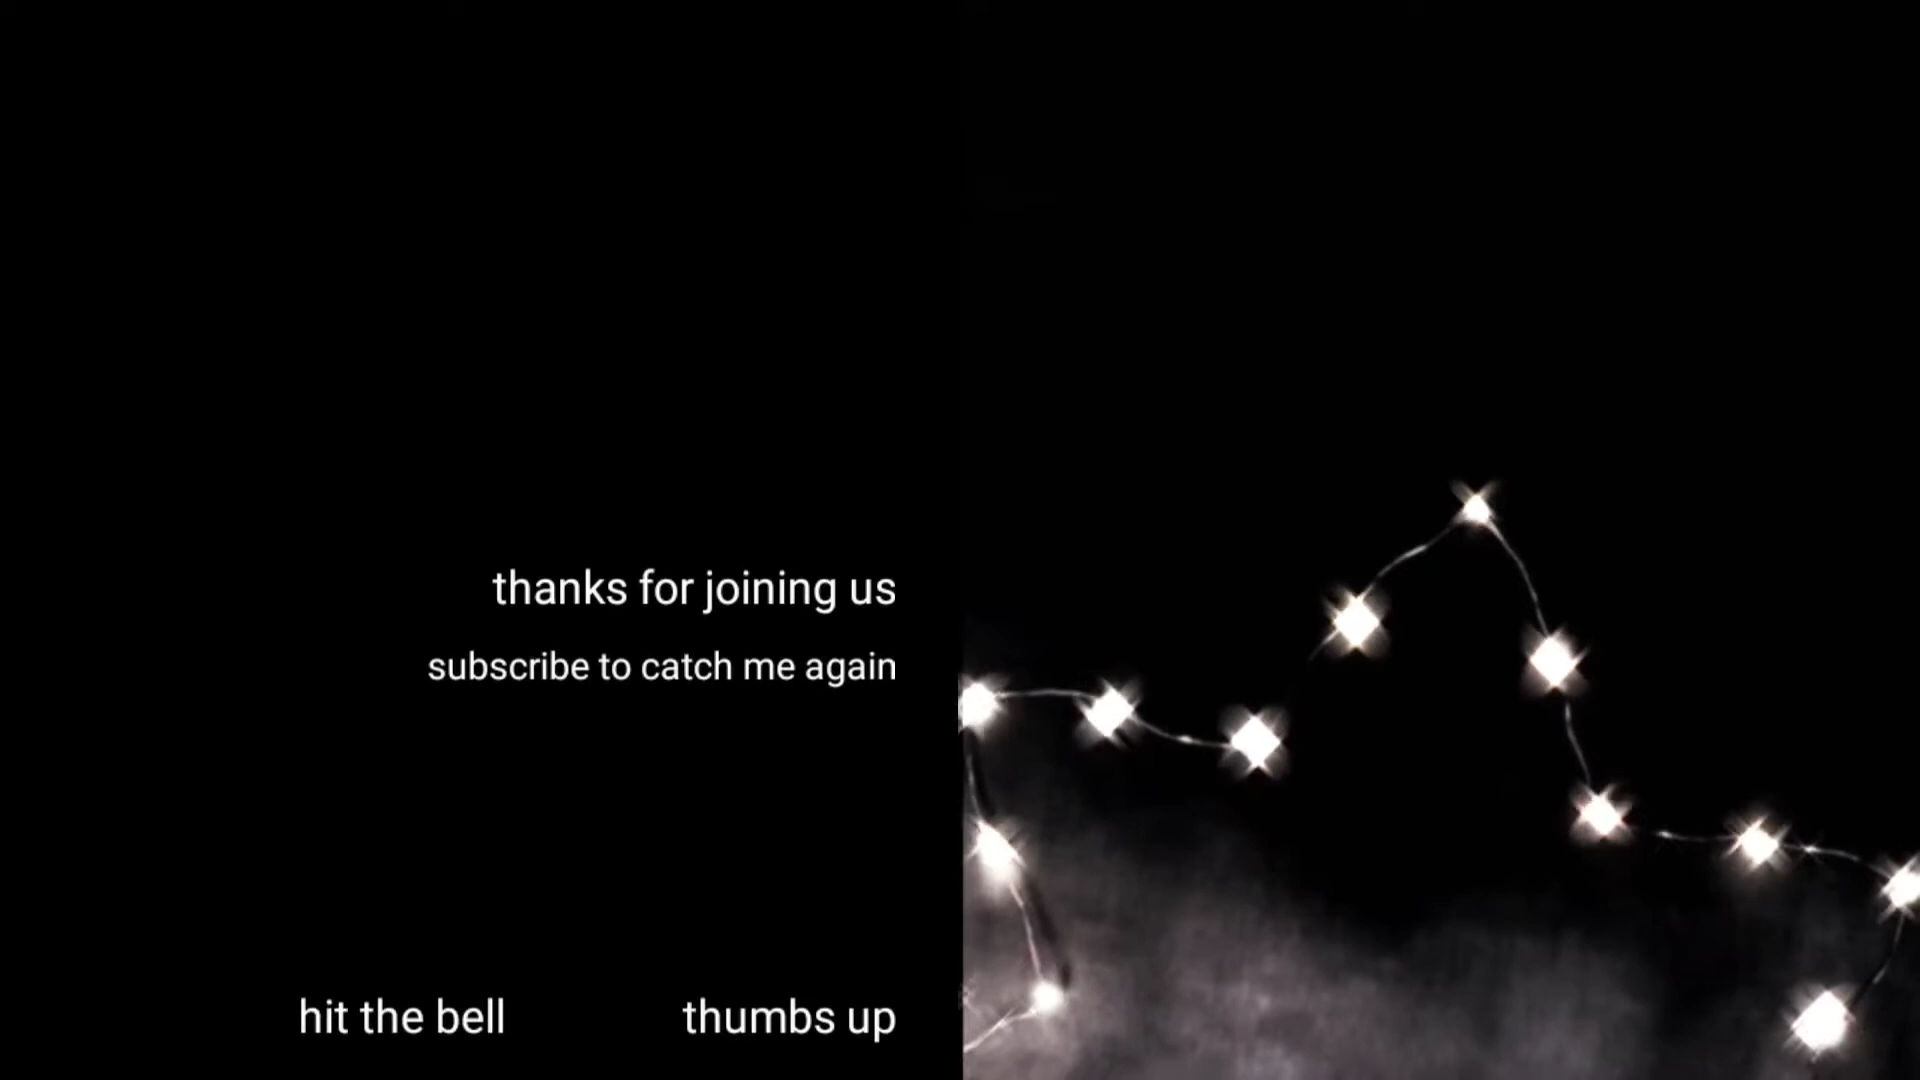 thanks for joining us
subscribe to catch me again
hit the bell thumbs up